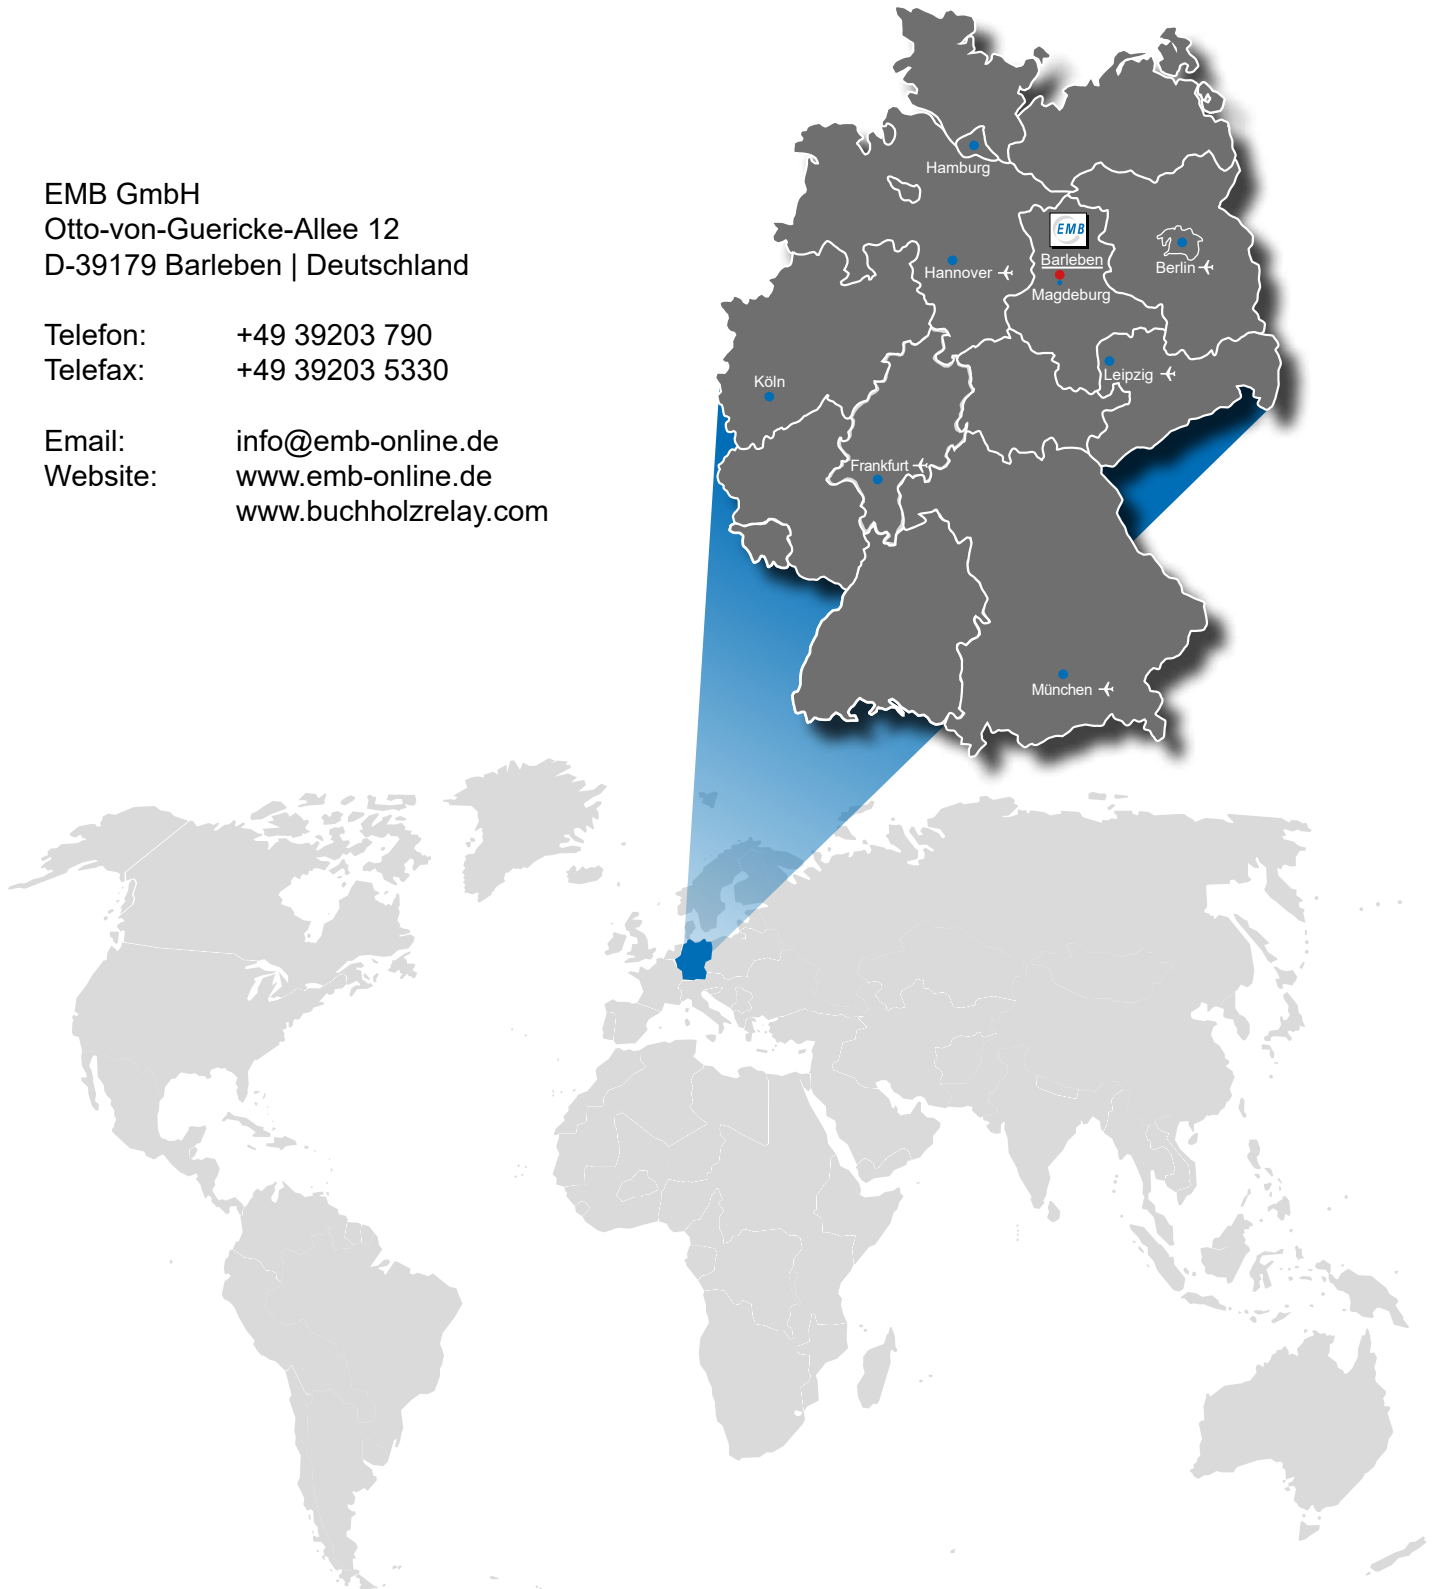 EMB GmbH
Otto-von-Guericke-Allee 12
D-39179 Barleben | Deutschland
Telefon: +49 39203 790
Telefax: +49 39203 5330
Email: info@emb-online.de
Website: www.emb-online.de
www.buchholzrelay.com
Hamburg
EMB
Barleben
Magdeburg
Hannover
Berlin
Leipzig
Köln
Frankfurt
München